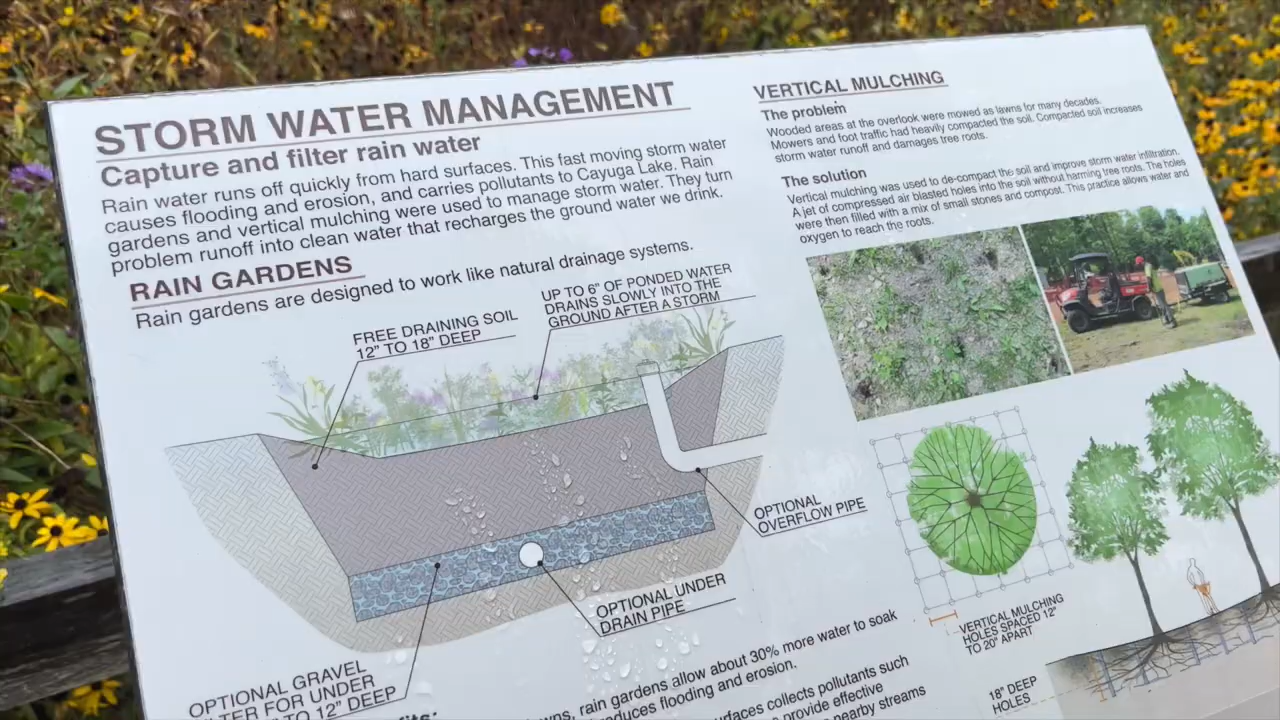 STORM WATER MANAGEMENT
Capture and filter rain water
Rain water runs off quickly from hard surfaces. This fast moving storm water
causes flooding and erosion, and carries pollutants to Cayuga Lake. Rain
gardens and vertical mulching were used to manage storm water. They turn
problem runoff into clean water that recharges the ground water we drink.
RAIN GARDENS
Rain gardens are designed to work like natural drainage systems.
FREE DRAINING SOIL
12" TO 18" DEEP
UP TO 6" OF PONDED WATER
DRAINS SLOWLY INTO THE
GROUND AFTER A STORM
OPTIONAL
OVERFLOW PIPE
OPTIONAL UNDER
DRAIN PIPE
OPTIONAL GRAVEL
FOR UNDER
TO 12" DEEP
rain gardens allow about 30% more water to soak
reduces flooding and erosion.
surfaces collects pollutants such
provide effective
nearby streams
VERTICAL MULCHING
The problem
Wooded areas at the overlook were mowed as lawns for many decades.
Mowers and foot traffic had heavily compacted the soil. Compacted soil increases
storm water runoff and damages tree roots.
The solution
Vertical mulching was used to de-compact the soil and improve storm water infiltration.
A jet of compressed air blasted holes into the soil without harming tree roots. The holes
were then filled with a mix of small stones and compost. This practice allows water and
oxygen to reach the roots.
VERTICAL MULCHING
HOLES SPACED 12"
TO 20" APART
18" DEEP
HOLES